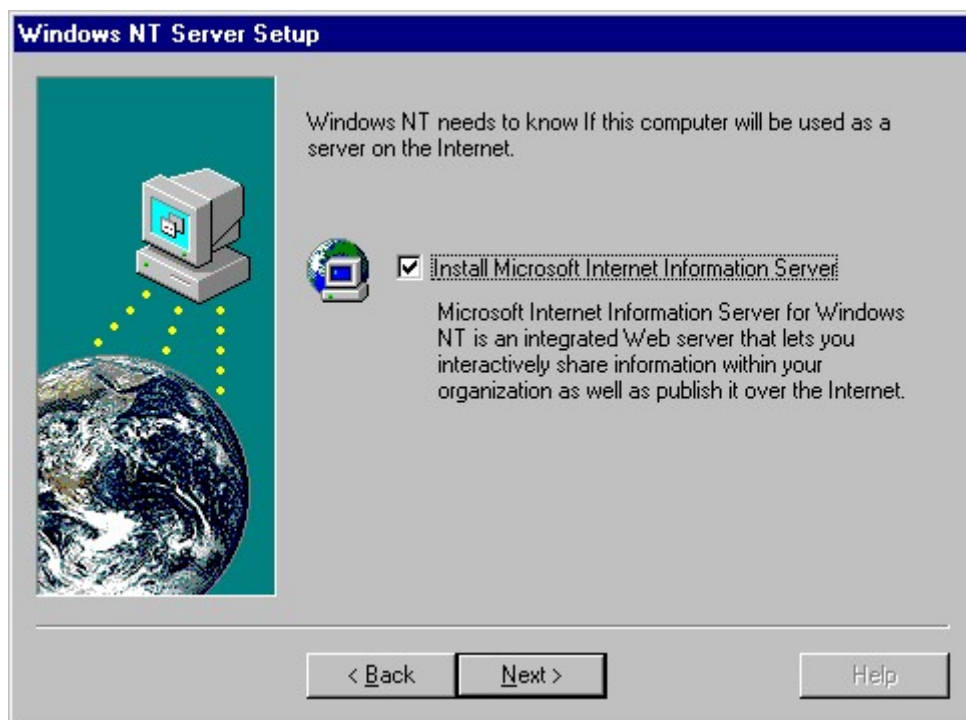 Windows NT Server Setup
Windows NT needs to know If this computer will be used as a
server on the Internet.
Install Microsoft Internet Information Server
Microsoft Internet Information Server for Windows
NT is an integrated Web server that lets you
interactively share information within your
organization as well as publish it over the Internet.
< Back
Next >
Help